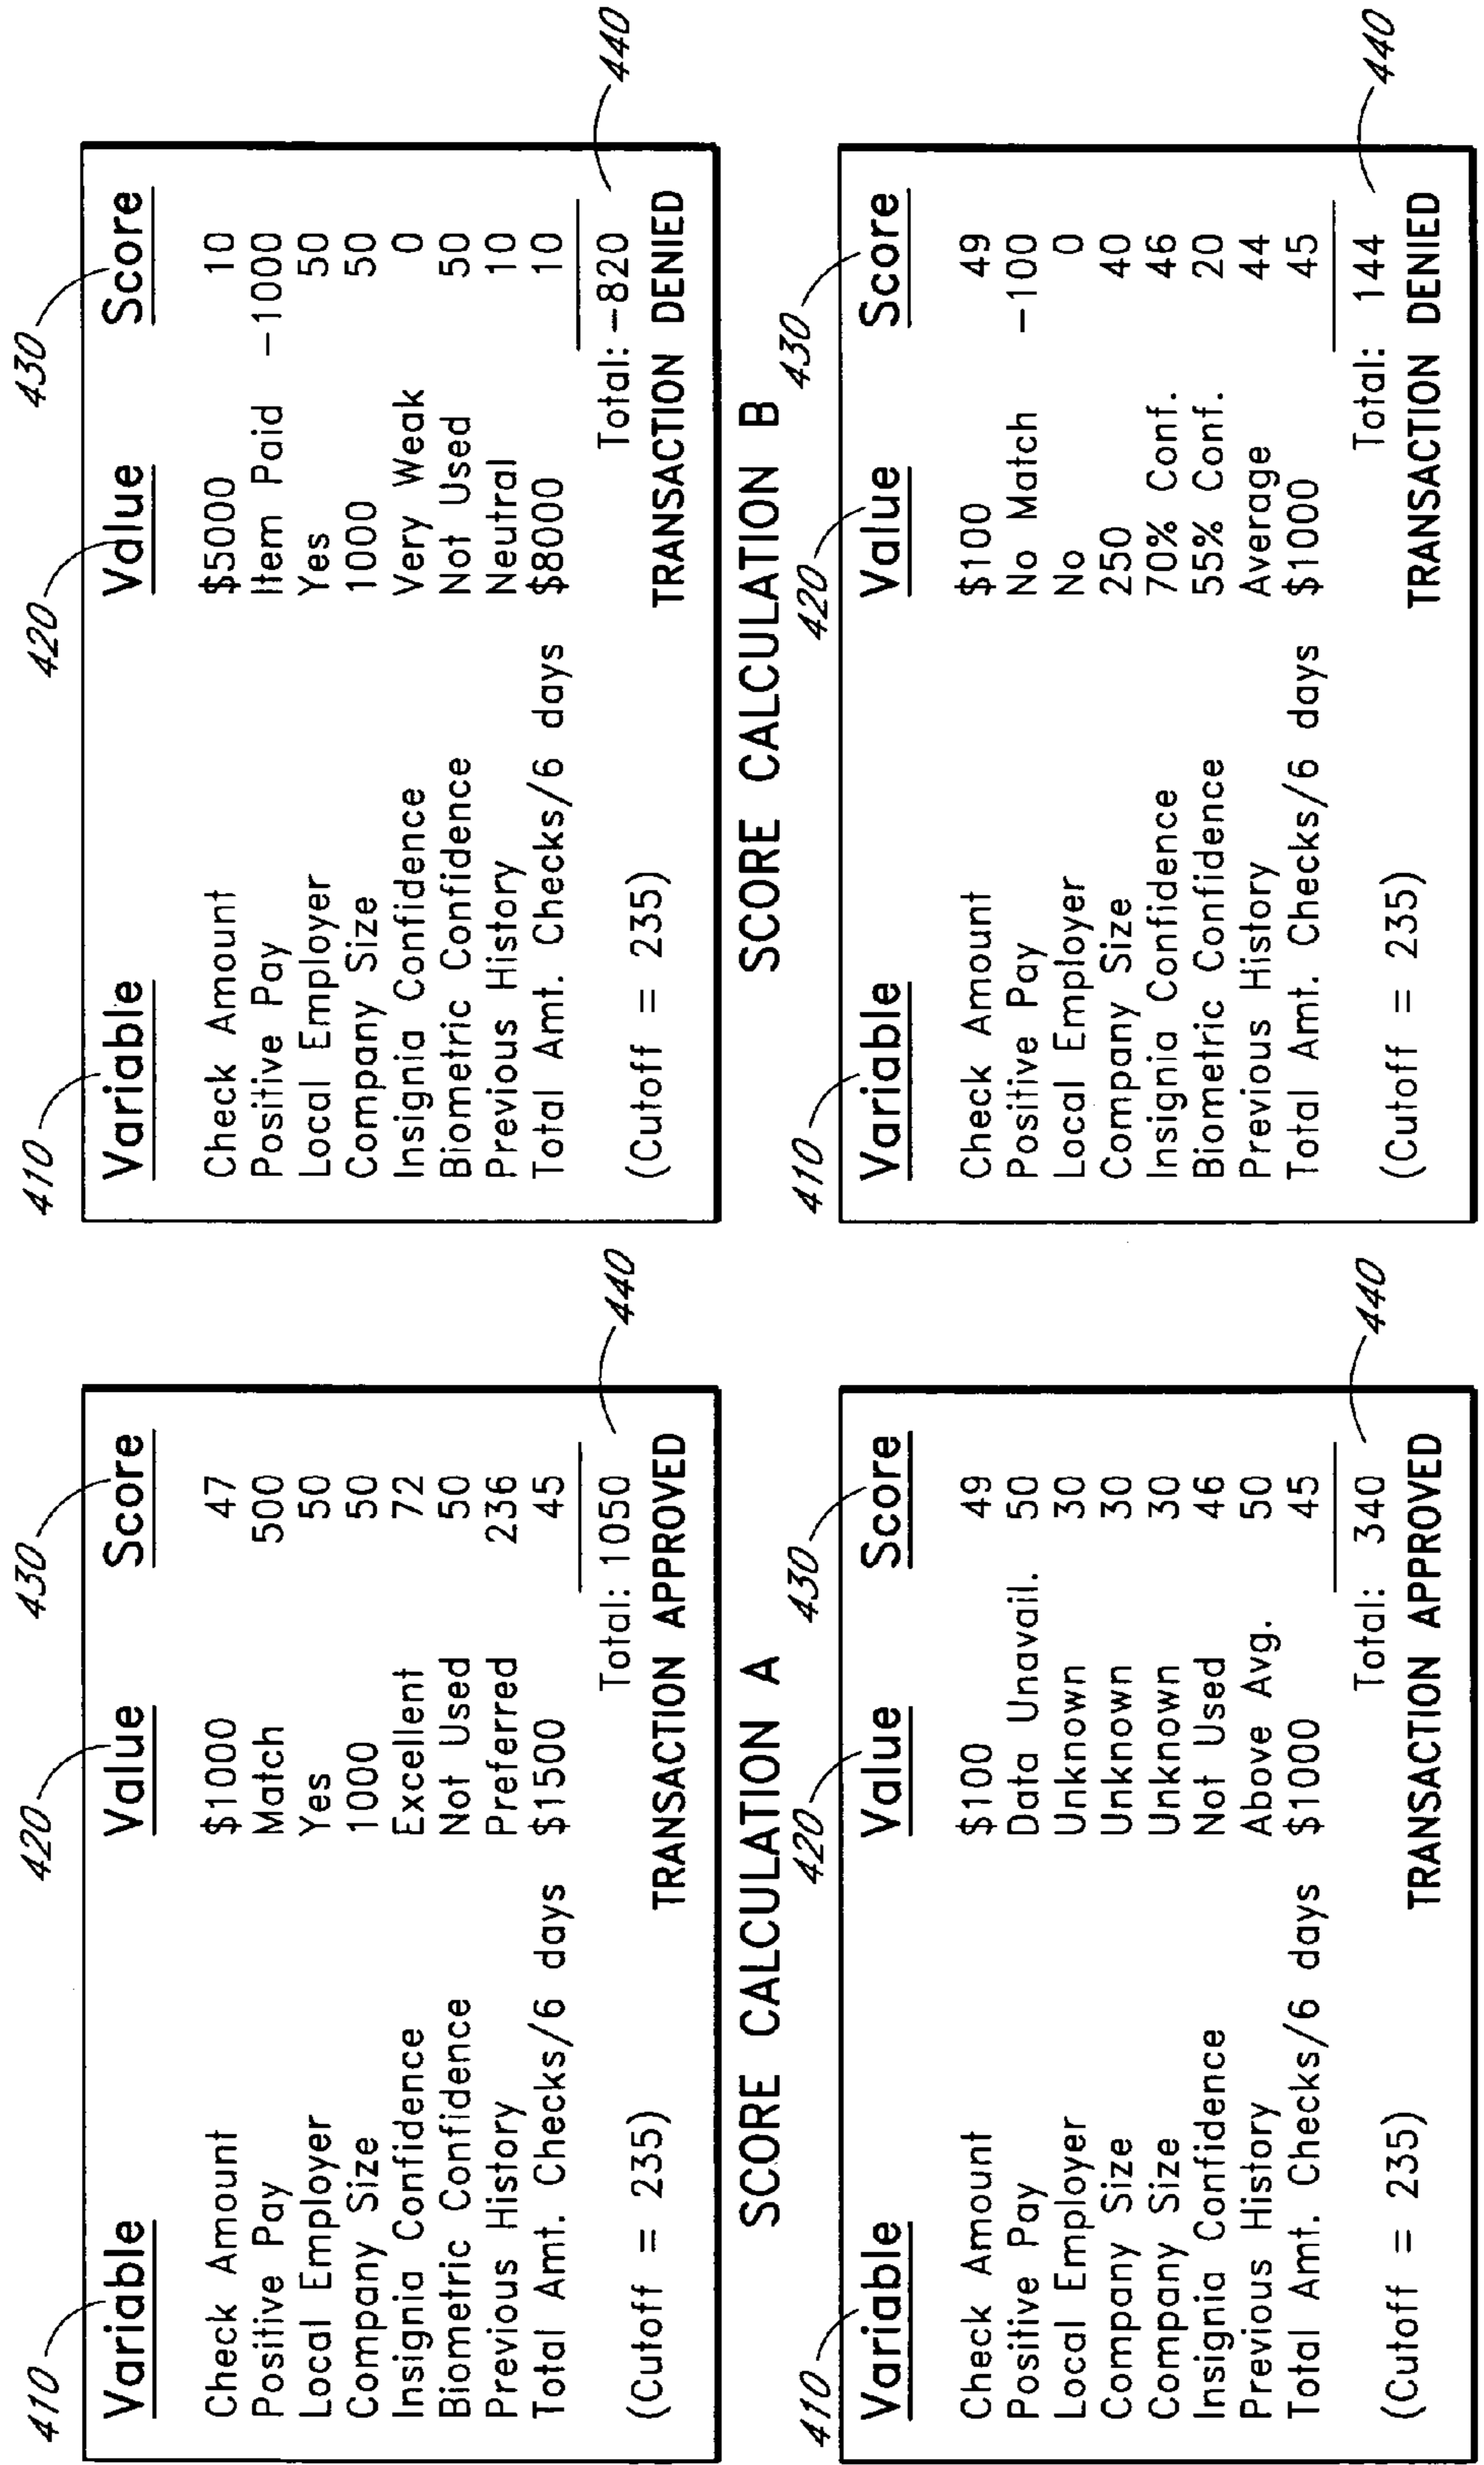 410 420 430
Variable Value Score
Check Amount $1000 47
Positive Pay Match 500
Local Employer Yes 50
Company Size 1000 50
Insignia Confidence Excellent 72
Biometric Confidence Not Used 50
Previous History Preferred 236
Total Amt. Checks/6 days $1500 45
Total: 1050 440
(Cutoff = 235)
TRANSACTION APPROVED
SCORE CALCULATION A
410 420 430
Variable Value Score
Check Amount $5000 10
Positive Pay Item Paid −1000
Local Employer Yes 50
Company Size 1000 50
Insignia Confidence Very Weak 0
Biometric Confidence Not Used 50
Previous History Neutral 10
Total Amt. Checks/6 days $8000 10
Total: −820 440
(Cutoff = 235)
TRANSACTION DENIED
SCORE CALCULATION B
410 420 430
Variable Value Score
Check Amount $100 49
Positive Pay Data Unavail. 50
Local Employer Unknown 30
Company Size Unknown 30
Company Size Unknown 30
Insignia Confidence Not Used 46
Previous History Above Avg. 50
Total Amt. Checks/6 days $1000 45
Total: 340 440
(Cutoff = 235)
TRANSACTION APPROVED
410 420 430
Variable Value Score
Check Amount $100 49
Positive Pay No Match −100
Local Employer No 0
Company Size 250 40
Insignia Confidence 70% Conf. 46
Biometric Confidence 55% Conf. 20
Previous History Average 44
Total Amt. Checks/6 days $1000 45
Total: 144 440
(Cutoff = 235)
TRANSACTION DENIED